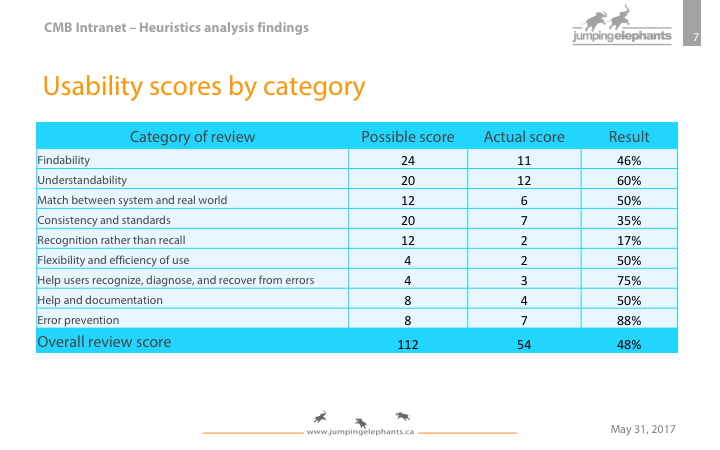 CMB Intranet – Heuristics analysis findings
jumpingelephants
7
Usability scores by category
Category of review Possible score Actual score Result
Findability 24 11 46%
Understandability 20 12 60%
Match between system and real world 12 6 50%
Consistency and standards 20 7 35%
Recognition rather than recall 12 2 17%
Flexibility and efficiency of use 4 2 50%
Help users recognize, diagnose, and recover from errors 4 3 75%
Help and documentation 8 4 50%
Error prevention 8 7 88%
Overall review score 112 54 48%
www.jumpingelephants.ca
May 31, 2017